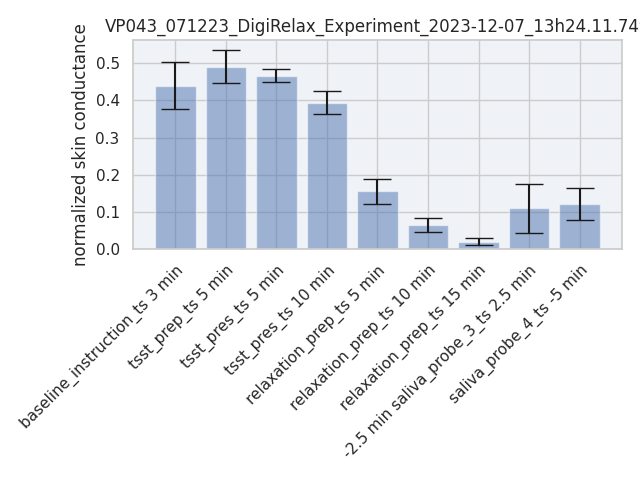 VP043_071223_DigiRelax_Experiment_2023-12-07_13h24.11.74
normalized skin conductance
0.5
0.4
0.3
0.2
0.1
0.0
baseline_instruction_ts 3 min
tsst_prep_ts 5 min
tsst_pres_ts 5 min
tsst_pres_ts 10 min
relaxation_prep_ts 5 min
relaxation_prep_ts 10 min
relaxation_prep_ts 15 min
-2.5 min saliva_probe_3_ts 2.5 min
saliva_probe_4_ts -5 min